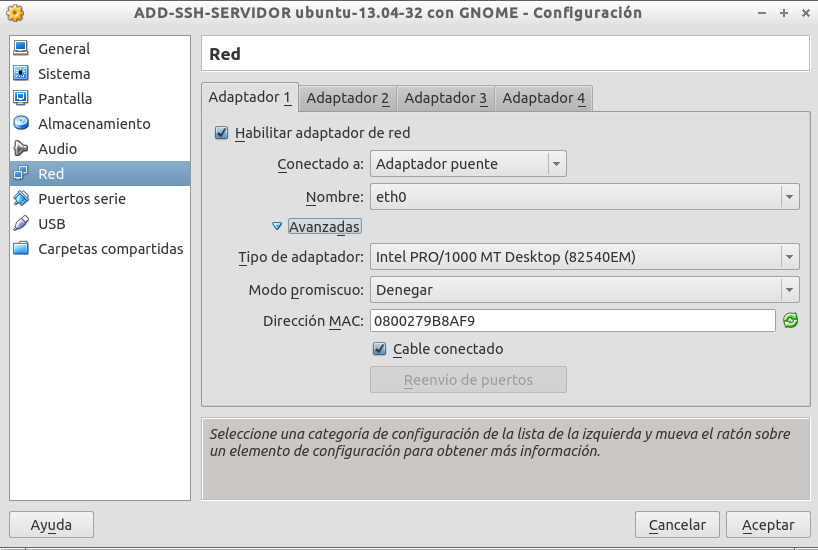 ADD-SSH-SERVIDOR ubuntu-13.04-32 con GNOME - Configuración
General
Sistema
Pantalla
Almacenamiento
Audio
Red
Puertos serie
USB
Carpetas compartidas
Red
Adaptador 1 Adaptador 2 Adaptador 3 Adaptador 4
Habilitar adaptador de red
Conectado a: Adaptador puente
Nombre: eth0
Avanzadas
Tipo de adaptador: Intel PRO/1000 MT Desktop (82540EM)
Modo promiscuo: Denegar
Dirección MAC: 0800279B8AF9
Cable conectado
Reenvío de puertos
Seleccione una categoría de configuración de la lista de la izquierda y mueva el ratón sobre
un elemento de configuración para obtener más información.
Ayuda Cancelar Aceptar